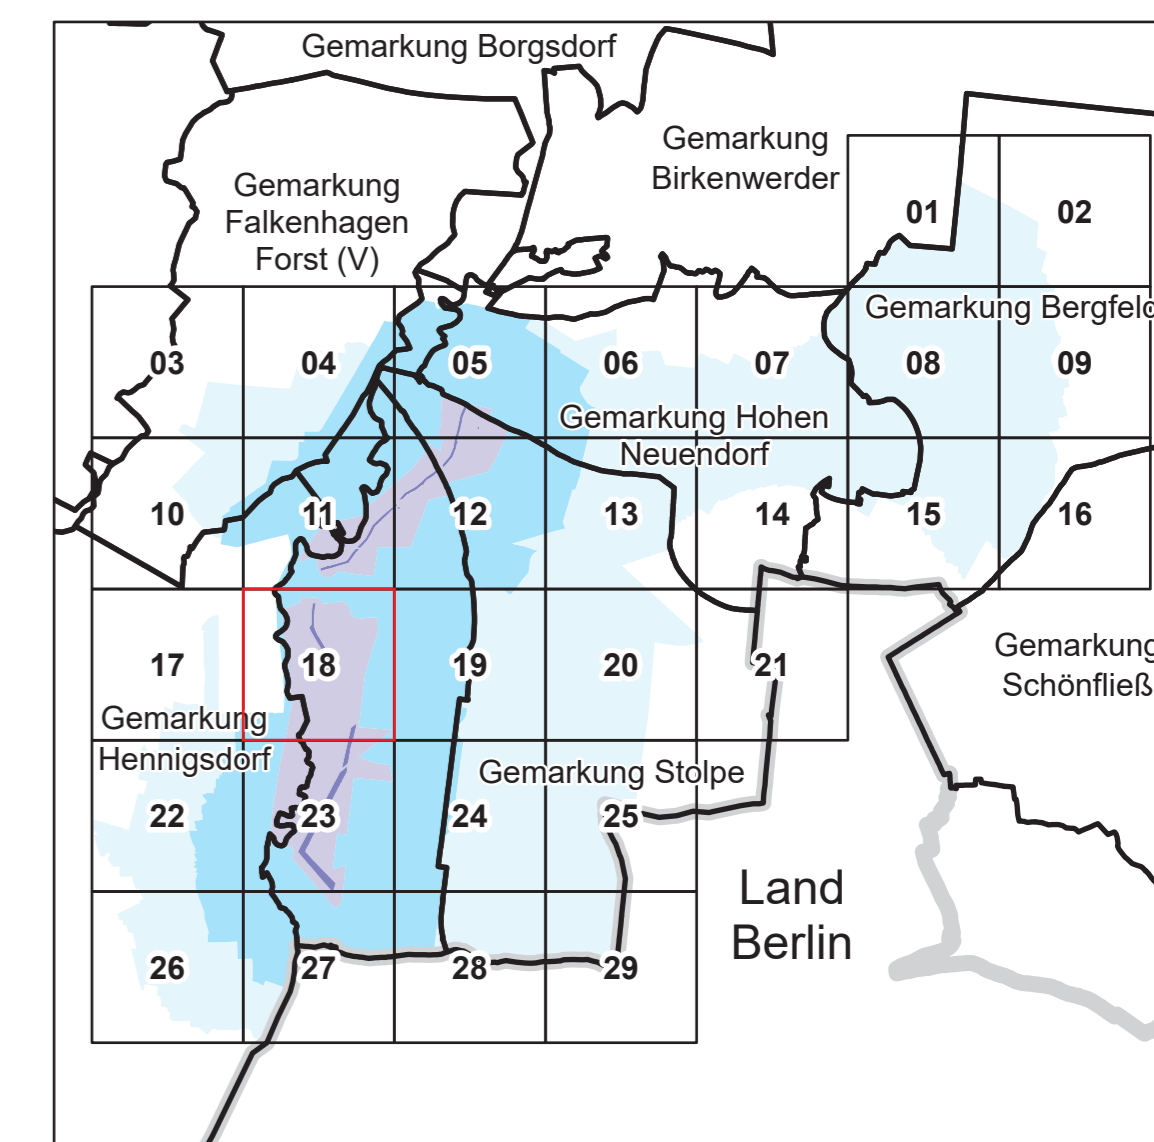 Gemarkung Borgsdorf
Gemarkung
Birkenwerder
Gemarkung
Falkenhagen
Forst (V)
01
02
Gemarkung Bergfeld
03
04
05
06
07
08
09
Gemarkung Hohen
Neuendorf
10
11
12
13
14
15
16
17
18
19
20
21
Gemarkung
Schönfließ
Gemarkung
Hennigsdorf
Gemarkung Stolpe
22
23
24
25
Land
Berlin
26
27
28
29